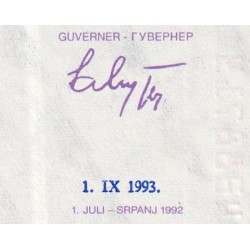 GUVERNER - ГУВЕРНЕР
1. IX 1993.
1. JULI – SRPANJ 1992